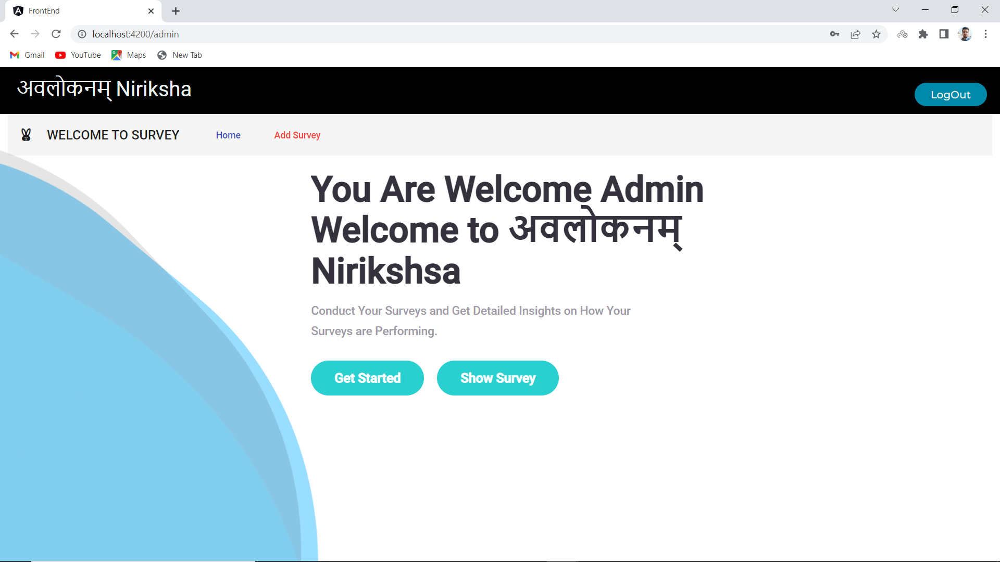 FrontEnd
localhost:4200/admin
Gmail YouTube Maps New Tab
अवलोकनम् Niriksha
LogOut
WELCOME TO SURVEY Home Add Survey
You Are Welcome Admin
Welcome to अवलोकनम्
Nirikshsa
Conduct Your Surveys and Get Detailed Insights on How Your
Surveys are Performing.
Get Started Show Survey